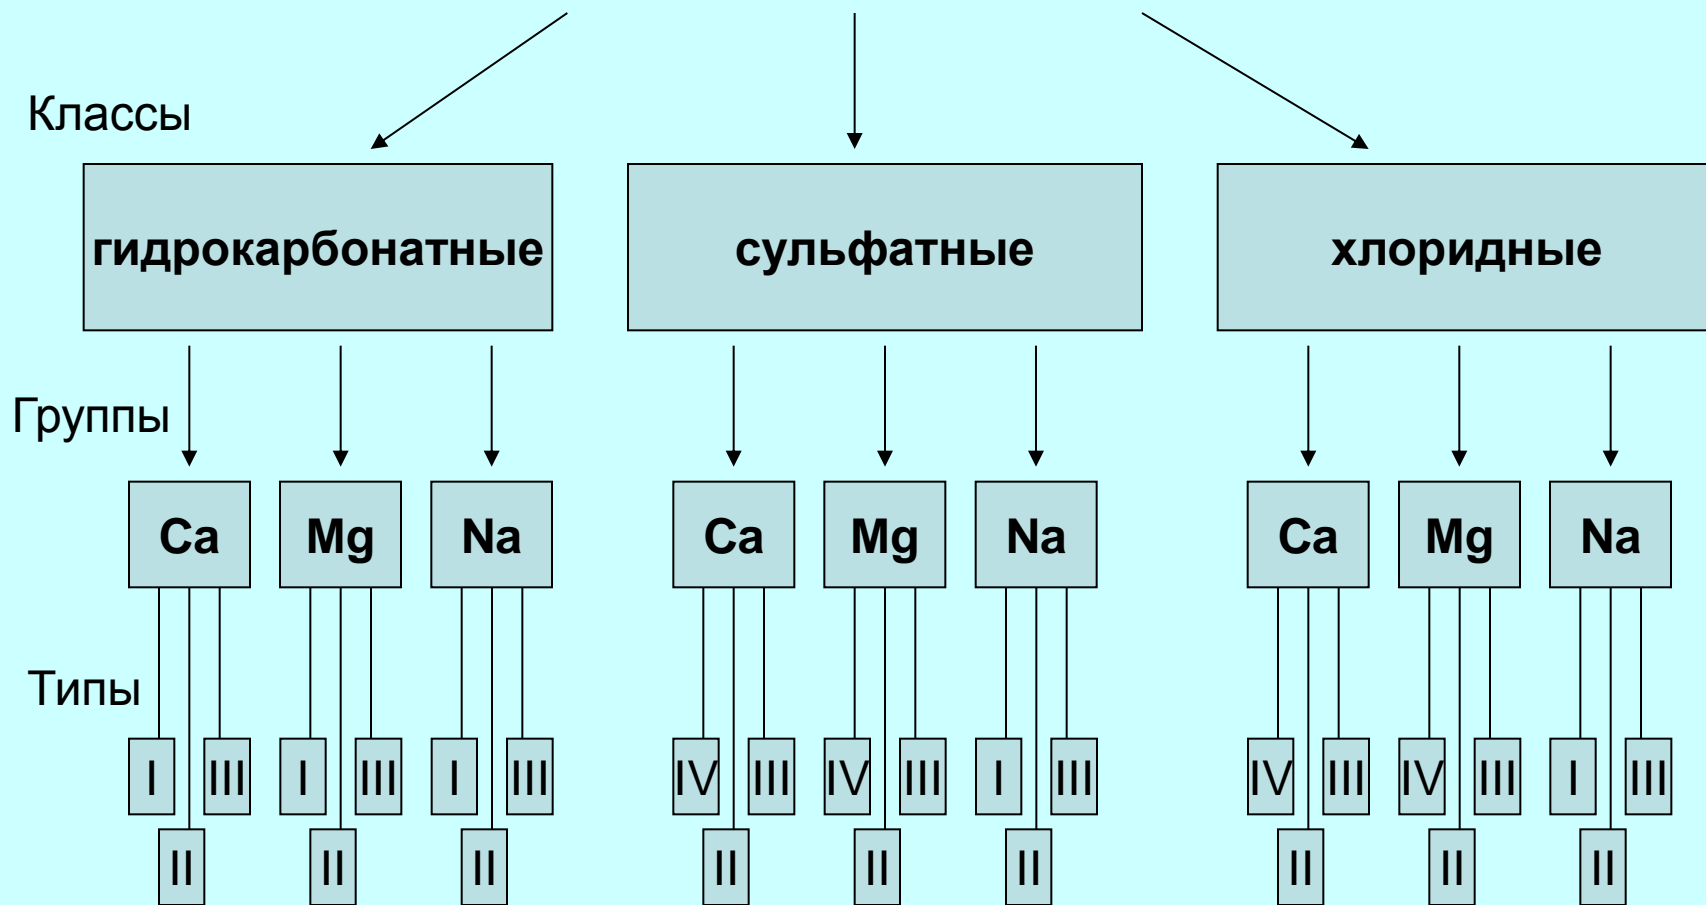 Классы
гидрокарбонатные сульфатные хлоридные
Группы
Ca Mg Na Ca Mg Na Ca Mg Na
Типы
I III I III I III IV III IV III I III IV III IV III I III
II II II II II II II II II